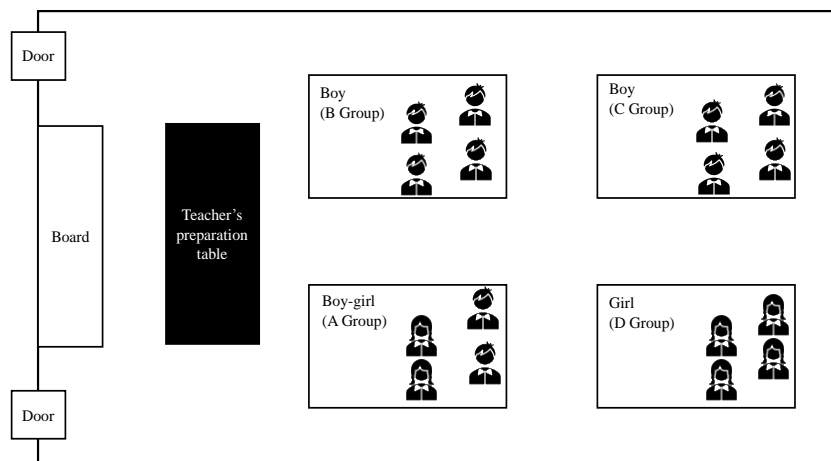 Door
Board
Door
Teacher's
preparation
table
Boy
(B Group)
Boy
(C Group)
Boy-girl
(A Group)
Girl
(D Group)